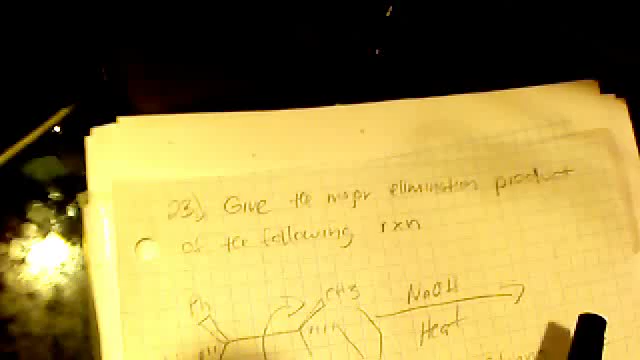 23) Give the major elimination product
of the following rxn
CH3
NaOH
Heat